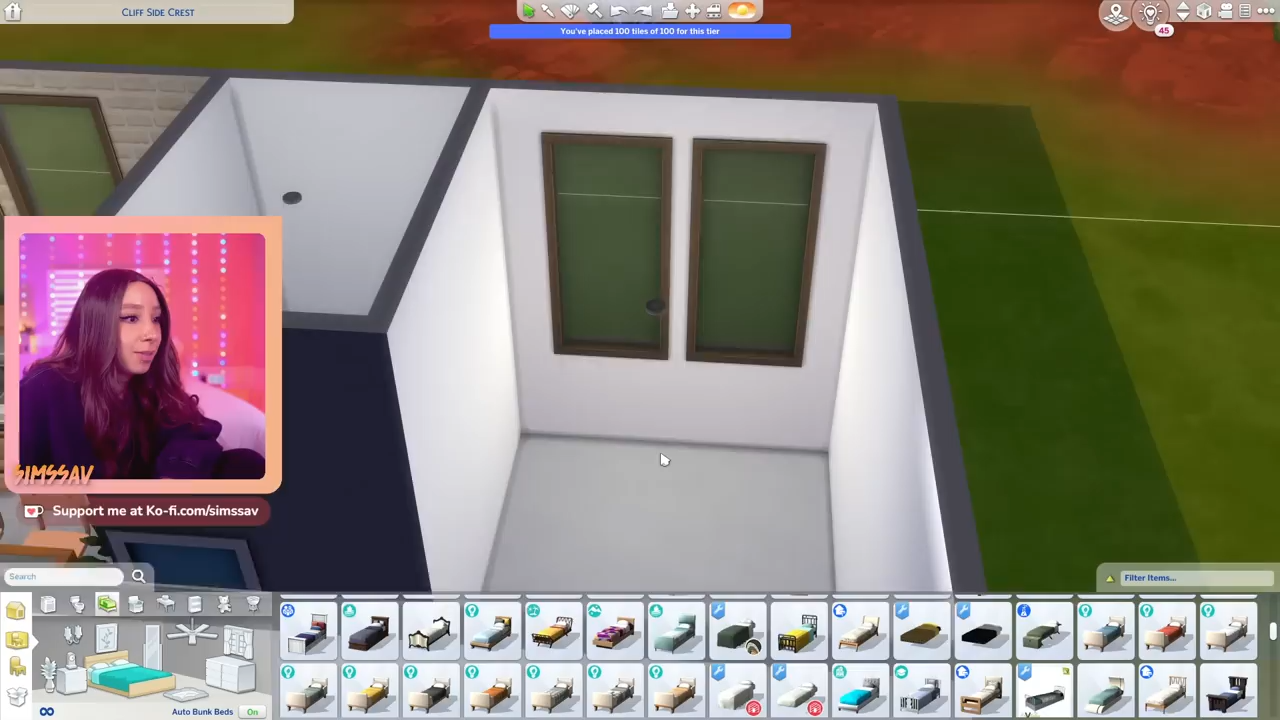 CLIFF SIDE CREST
You've placed 100 tiles of 100 for this tier
45
SIMSSAV
Support me at Ko-fi.com/simssav
Search
Filter Items...
Auto Bunk Beds
On